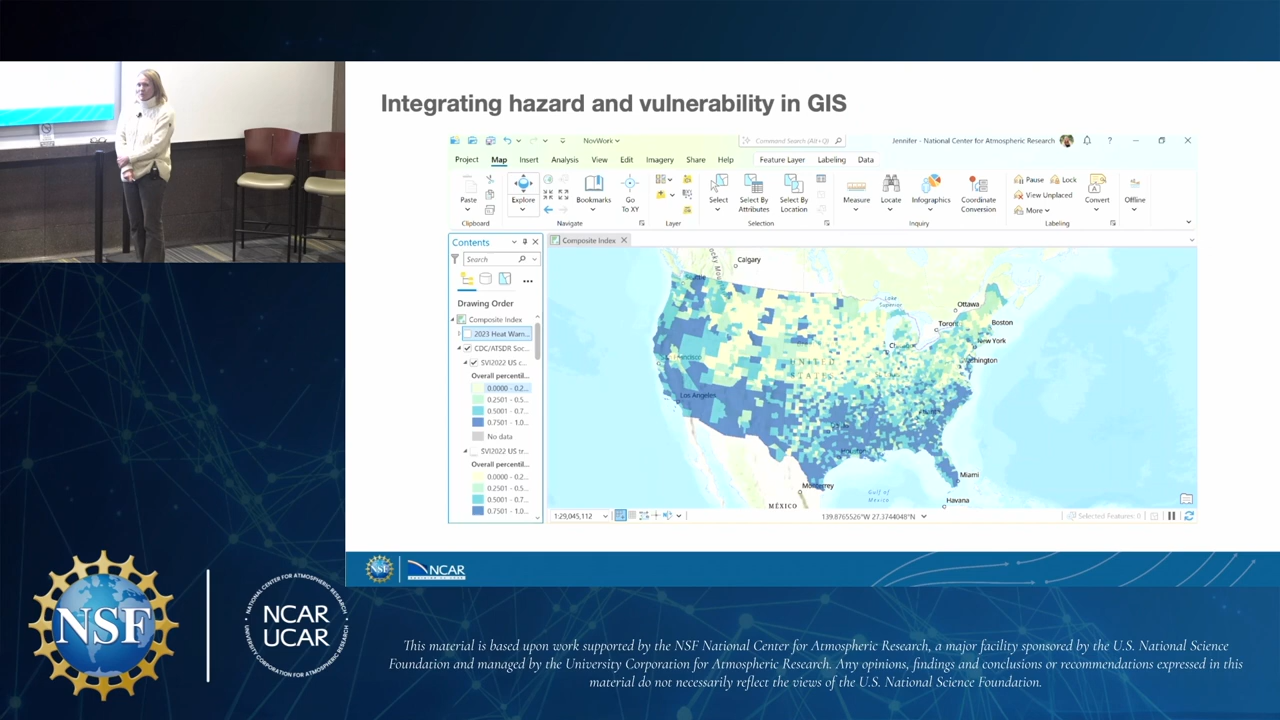 Integrating hazard and vulnerability in GIS
NovWork
Command Search (Alt+Q)
Jennifer - National Center for Atmospheric Research
?
Project Map Insert Analysis View Edit Imagery Share Help Feature Layer Labeling Data
Paste
Clipboard
Explore
Bookmarks
Go
To XY
Navigate
Layer
Select
Select By
Attributes
Select By
Location
Selection
Measure
Locate
Infographics
Coordinate
Conversion
Inquiry
Pause Lock
View Unplaced
More
Convert
Labeling
Offline
Contents
Search
Drawing Order
Composite Index
2023 Heat Warn...
CDC/ATSDR Soc...
SVI2022 US c...
Overall percentil...
0.0000 - 0.2...
0.2501 - 0.5...
0.5001 - 0.7...
0.7501 - 1.0...
No data
SVI2022 US tr...
Overall percentil...
0.0000 - 0.2...
0.2501 - 0.5...
0.5001 - 0.7...
0.7501 - 1.0...
Composite Index
Calgary
Seattle
Lake
Superior
Ottawa
Boston
New York
UNITED
STATES
Los Angeles
Houston
Miami
Monterrey
Gulf of
Mexico
Havana
MÉXICO
1:29,045,112
139.8765526°W 27.3744048°N
Selected Features: 0
NCAR
NSF
NATIONAL CENTER FOR ATMOSPHERIC RESEARCH
NCAR
UCAR
UNIVERSITY CORPORATION FOR ATMOSPHERIC RESEARCH
This material is based upon work supported by the NSF National Center for Atmospheric Research, a major facility sponsored by the U.S. National Science
Foundation and managed by the University Corporation for Atmospheric Research. Any opinions, findings and conclusions or recommendations expressed in this
material do not necessarily reflect the views of the U.S. National Science Foundation.